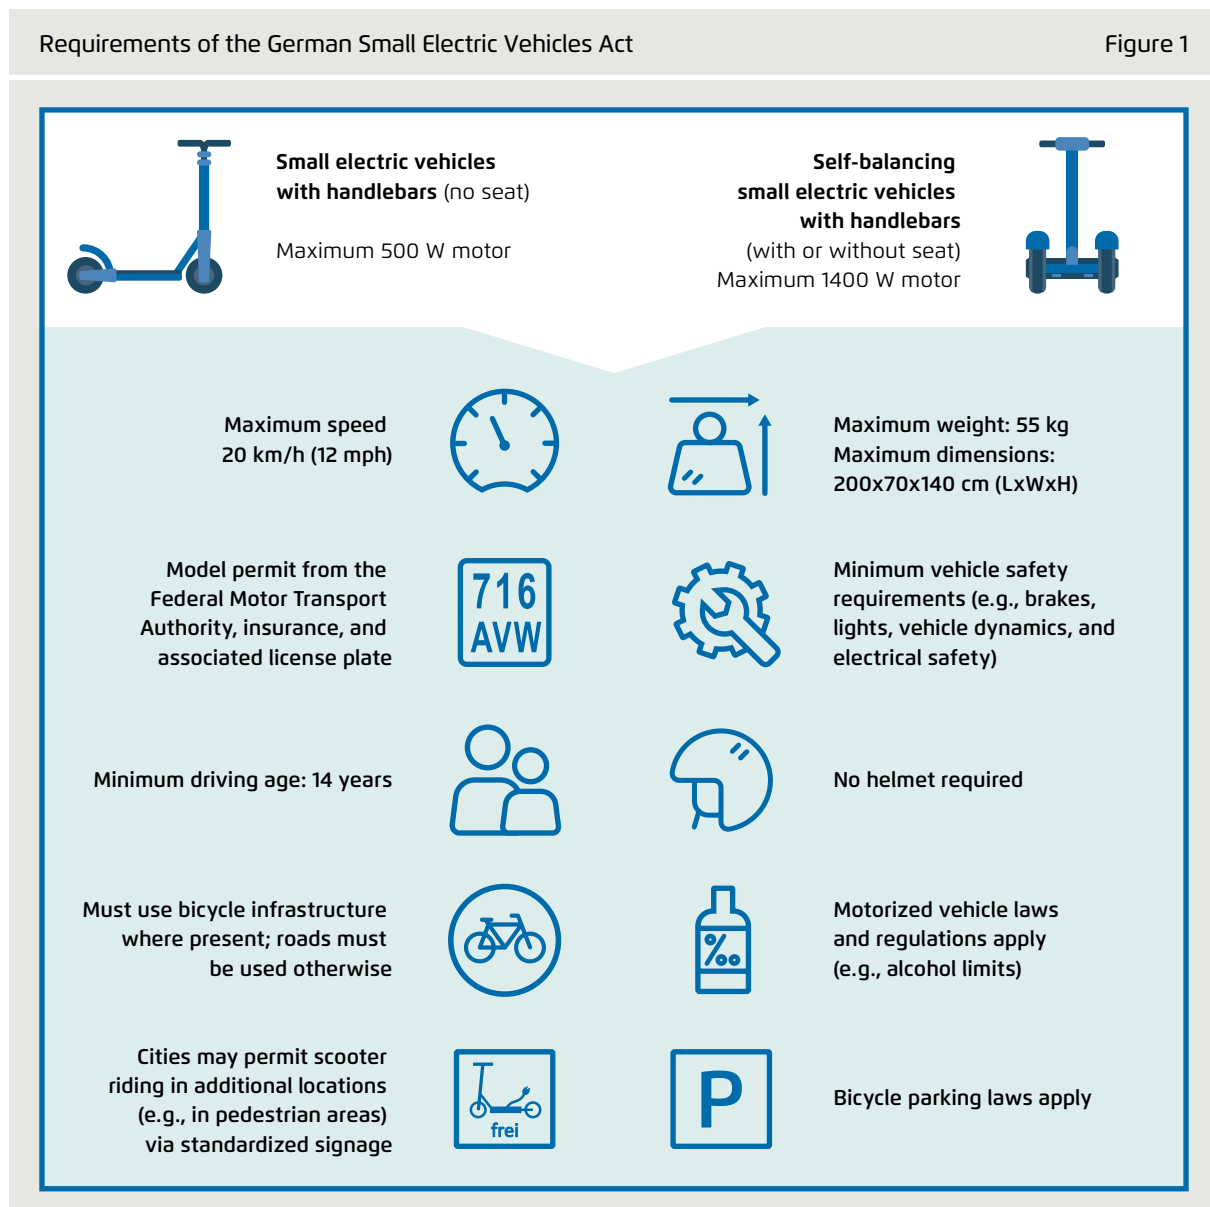 Requirements of the German Small Electric Vehicles Act
Figure 1
Small electric vehicles
with handlebars (no seat)
Maximum 500 W motor
Self-balancing
small electric vehicles
with handlebars
(with or without seat)
Maximum 1400 W motor
Maximum speed
20 km/h (12 mph)
Maximum weight: 55 kg
Maximum dimensions:
200x70x140 cm (LxWxH)
Model permit from the
Federal Motor Transport
Authority, insurance, and
associated license plate
716
AVW
Minimum vehicle safety
requirements (e.g., brakes,
lights, vehicle dynamics, and
electrical safety)
Minimum driving age: 14 years
No helmet required
Must use bicycle infrastructure
where present; roads must
be used otherwise
‰
Motorized vehicle laws
and regulations apply
(e.g., alcohol limits)
Cities may permit scooter
riding in additional locations
(e.g., in pedestrian areas)
via standardized signage
frei
P
Bicycle parking laws apply